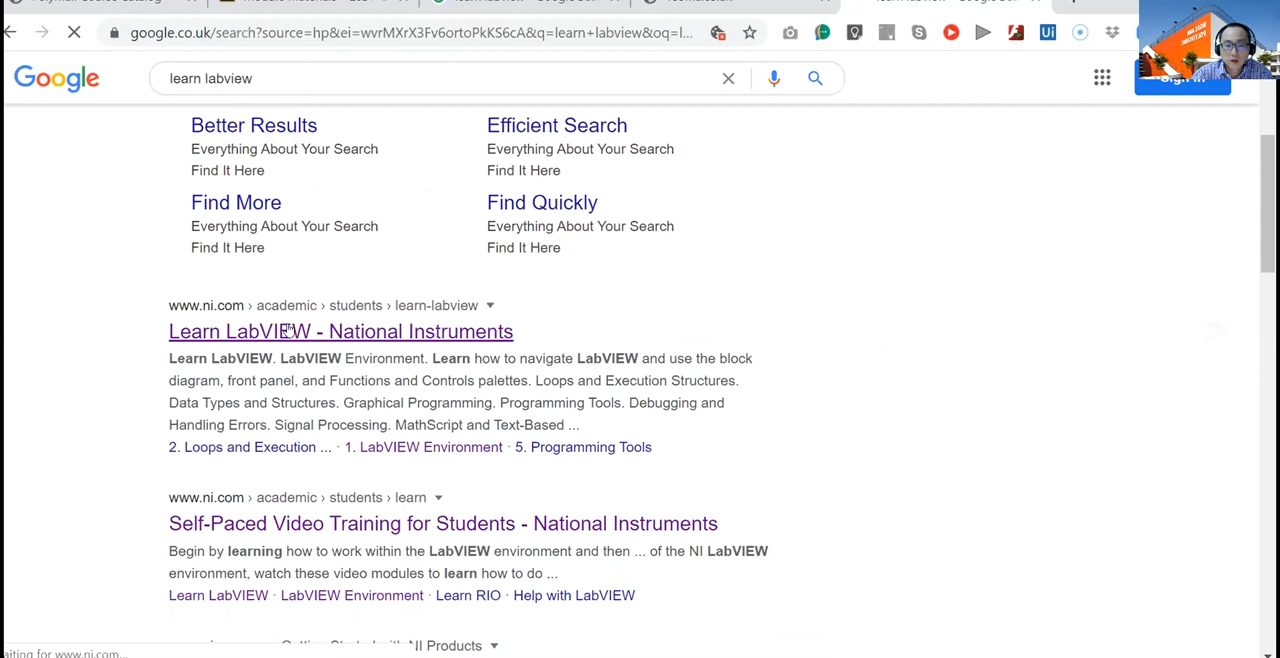 google.co.uk/search?source=hp&ei=wvrMXrX3Fv6ortoPkKS6cA&q=learn+labview&oq=l...
Ui
Google
learn labview
Better Results
Efficient Search
Everything About Your Search
Everything About Your Search
Find It Here
Find It Here
Find More
Find Quickly
Everything About Your Search
Everything About Your Search
Find It Here
Find It Here
www.ni.com › academic › students › learn-labview
Learn LabVIEW - National Instruments
Learn LabVIEW. LabVIEW Environment. Learn how to navigate LabVIEW and use the block
diagram, front panel, and Functions and Controls palettes. Loops and Execution Structures.
Data Types and Structures. Graphical Programming. Programming Tools. Debugging and
Handling Errors. Signal Processing. MathScript and Text-Based ...
2. Loops and Execution ... · 1. LabVIEW Environment · 5. Programming Tools
www.ni.com › academic › students › learn
Self-Paced Video Training for Students - National Instruments
Begin by learning how to work within the LabVIEW environment and then ... of the NI LabVIEW
environment, watch these video modules to learn how to do ...
Learn LabVIEW · LabVIEW Environment · Learn RIO · Help with LabVIEW
NI Products
aiting for www.ni.com...